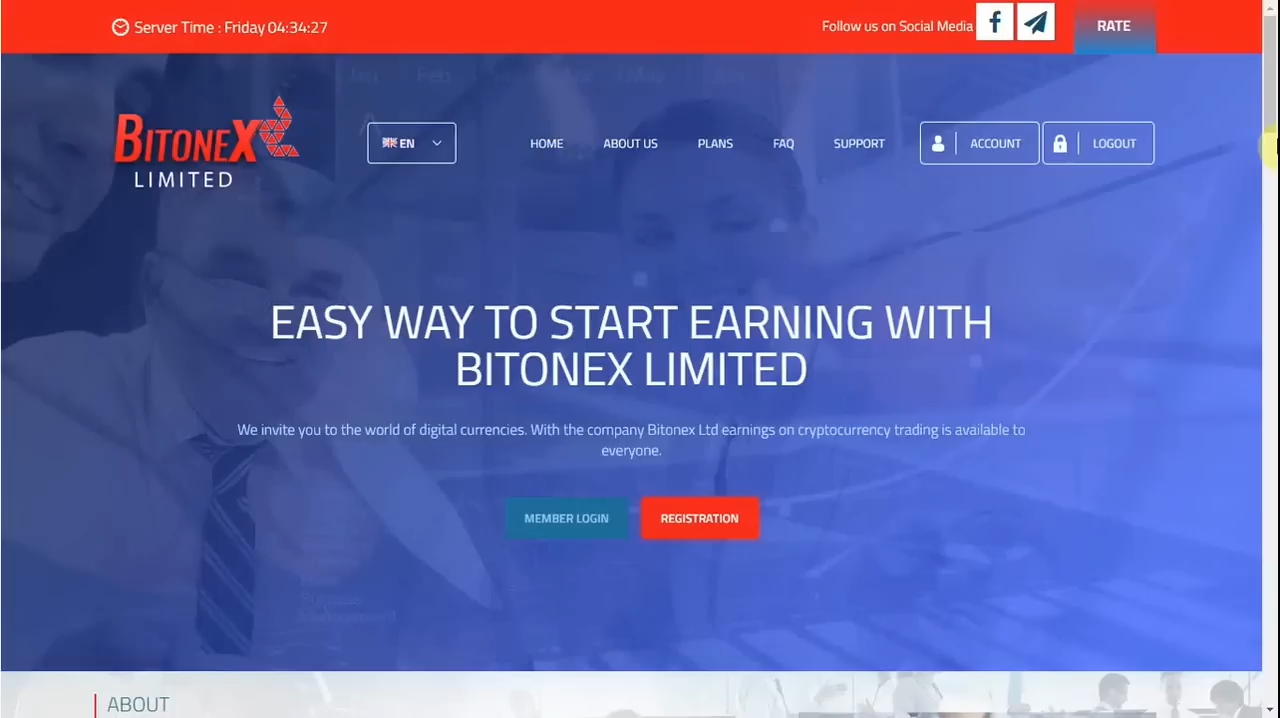 Server Time : Friday 04:34:27
Follow us on Social Media
RATE
BITONEX
LIMITED
EN
HOME
ABOUT US
PLANS
FAQ
SUPPORT
ACCOUNT
LOGOUT
EASY WAY TO START EARNING WITH
BITONEX LIMITED
We invite you to the world of digital currencies. With the company Bitonex Ltd earnings on cryptocurrency trading is available to
everyone.
MEMBER LOGIN
REGISTRATION
ABOUT